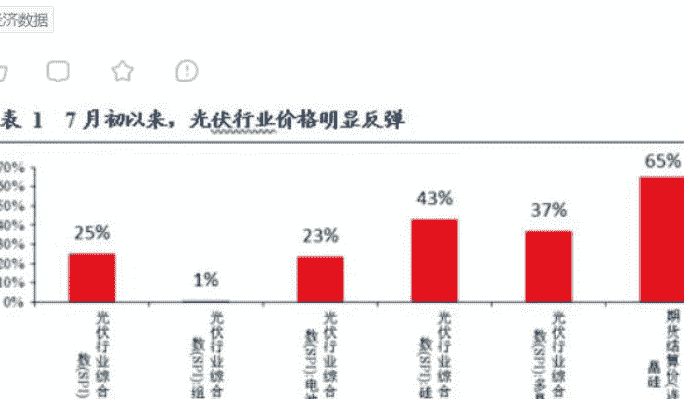 经济数据
表 1 7 月初以来，光伏行业价格明显反弹
70%
60%
50%
40%
30%
20%
10%
0%
25%
1%
23%
43%
37%
65%
光伏行业综合
数(SPI)
光伏行业综合
数(SPI):组
光伏行业综合
数(SPI):电池
光伏行业综合
数(SPI):硅
光伏行业综合
数(SPI):多晶
期货结算价(连
晶硅